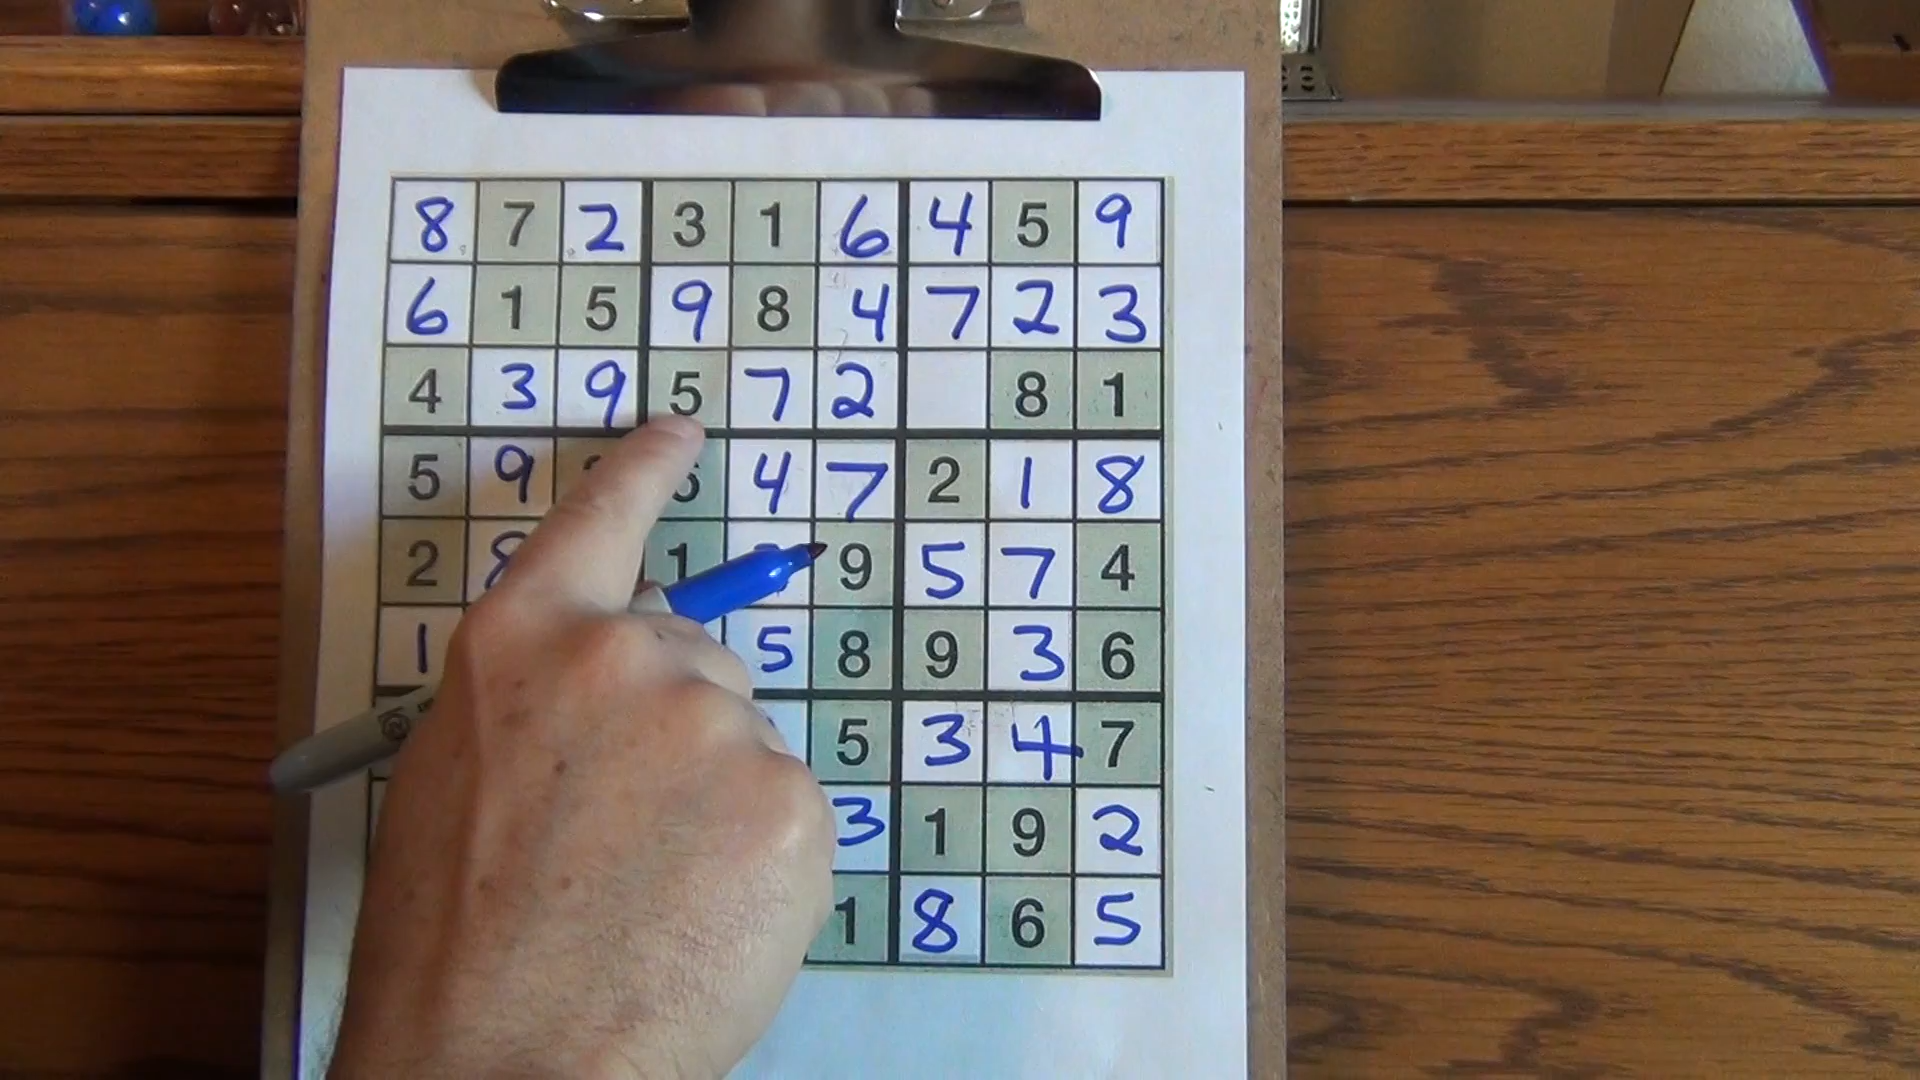 8 7 2 3 1 6 4 5 9
6 1 5 9 8 4 7 2 3
4 3 9 5 7 2 8 1
5 9 6 4 7 2 1 8
2 8 1 9 5 7 4
1 5 8 9 3 6
5 3 4 7
3 1 9 2
1 8 6 5